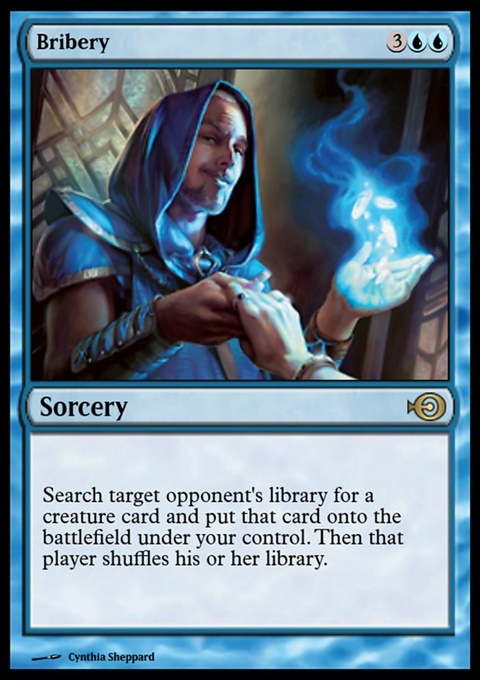 Bribery 3
Sorcery
Search target opponent's library for a
creature card and put that card onto the
battlefield under your control. Then that
player shuffles his or her library.
Cynthia Sheppard